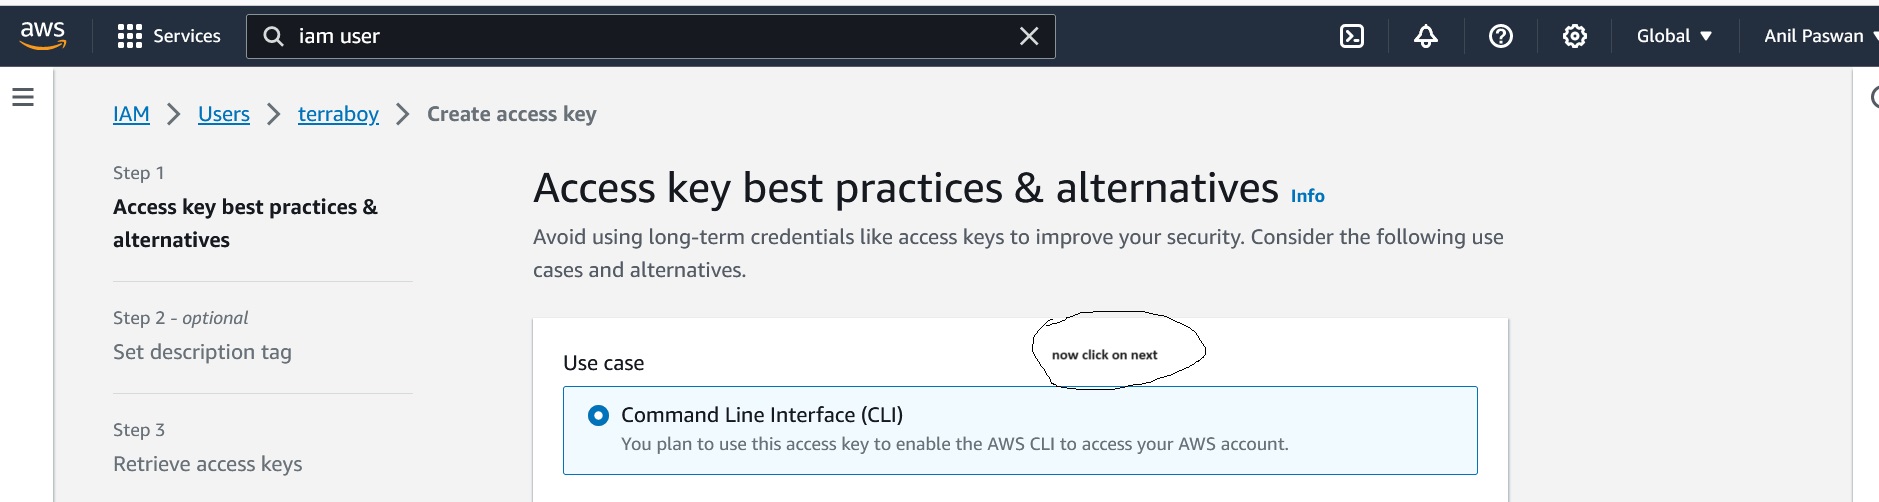 aws
Services
iam user
Global
Anil Paswan
IAM > Users > terraboy > Create access key
Step 1
Access key best practices &
alternatives
Step 2 - optional
Set description tag
Step 3
Retrieve access keys
Access key best practices & alternatives Info
Avoid using long-term credentials like access keys to improve your security. Consider the following use
cases and alternatives.
now click on next
Use case
Command Line Interface (CLI)
You plan to use this access key to enable the AWS CLI to access your AWS account.